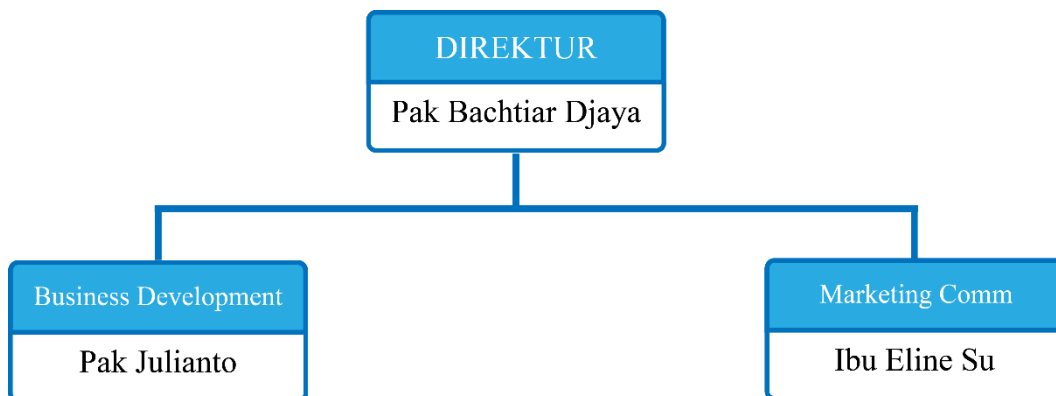 DIREKTUR
Pak Bachtiar Djaya
Business Development
Pak Julianto
Marketing Comm
Ibu Eline Su